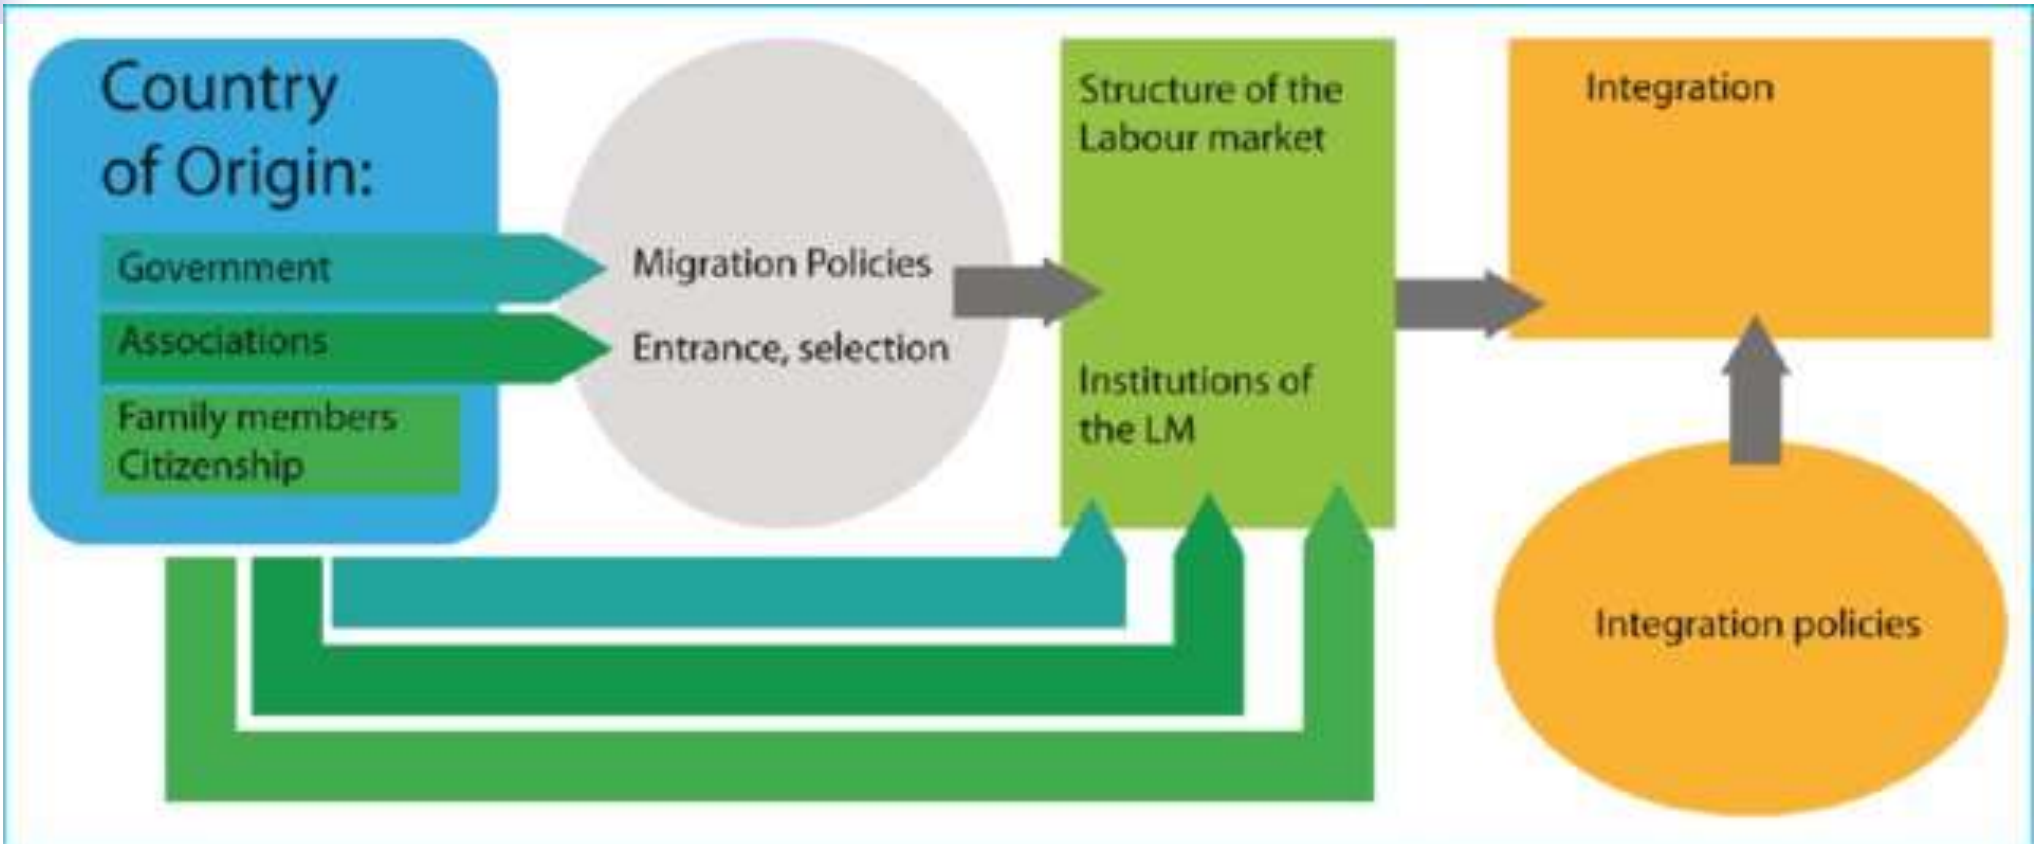 Country
of Origin:
Government
Associations
Family members
Citizenship
Migration Policies
Entrance, selection
Structure of the
Labour market
Institutions of
the LM
Integration
Integration policies